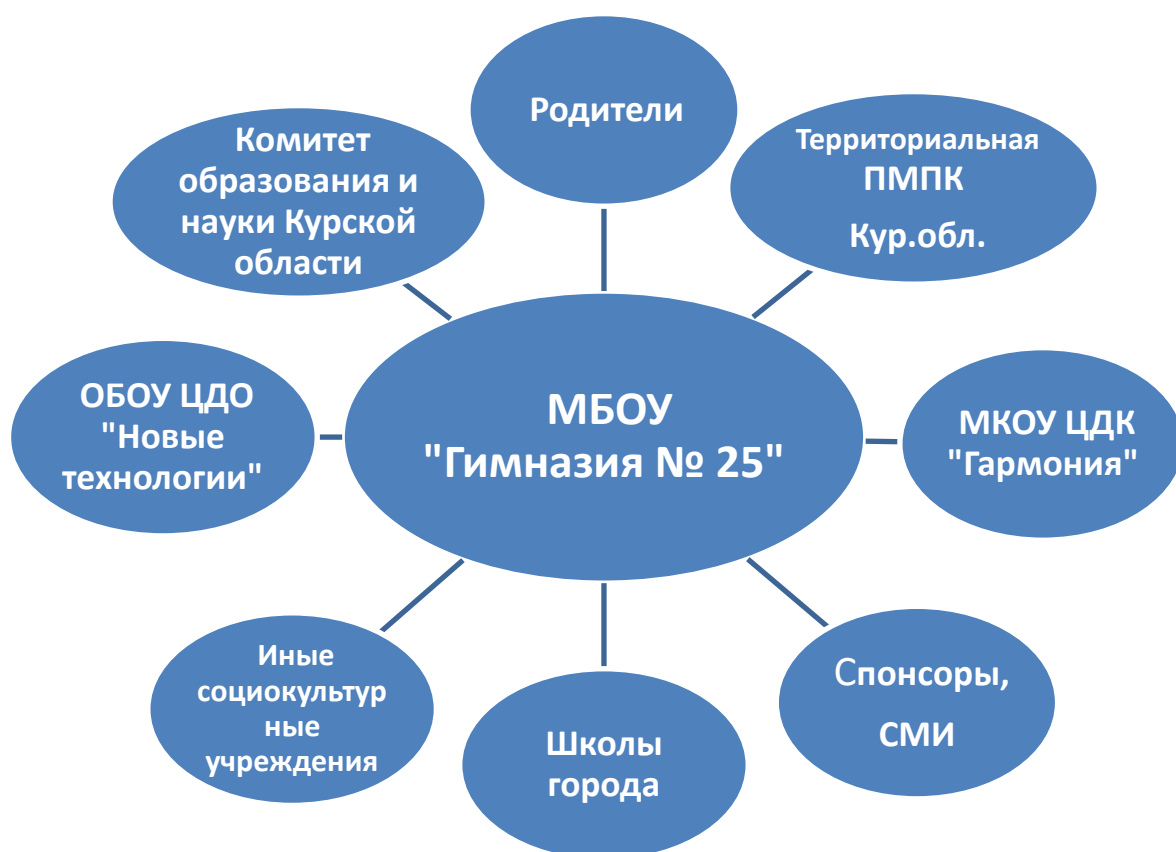 Родители
Комитет
образования и
науки Курской
области
Территориальная
ПМПК
Кур.обл.
ОБОУ ЦДО
"Новые
технологии"
МБОУ
"Гимназия № 25"
МКОУ ЦДК
"Гармония"
Иные
социокультур
ные
учреждения
Школы
города
Спонсоры,
СМИ